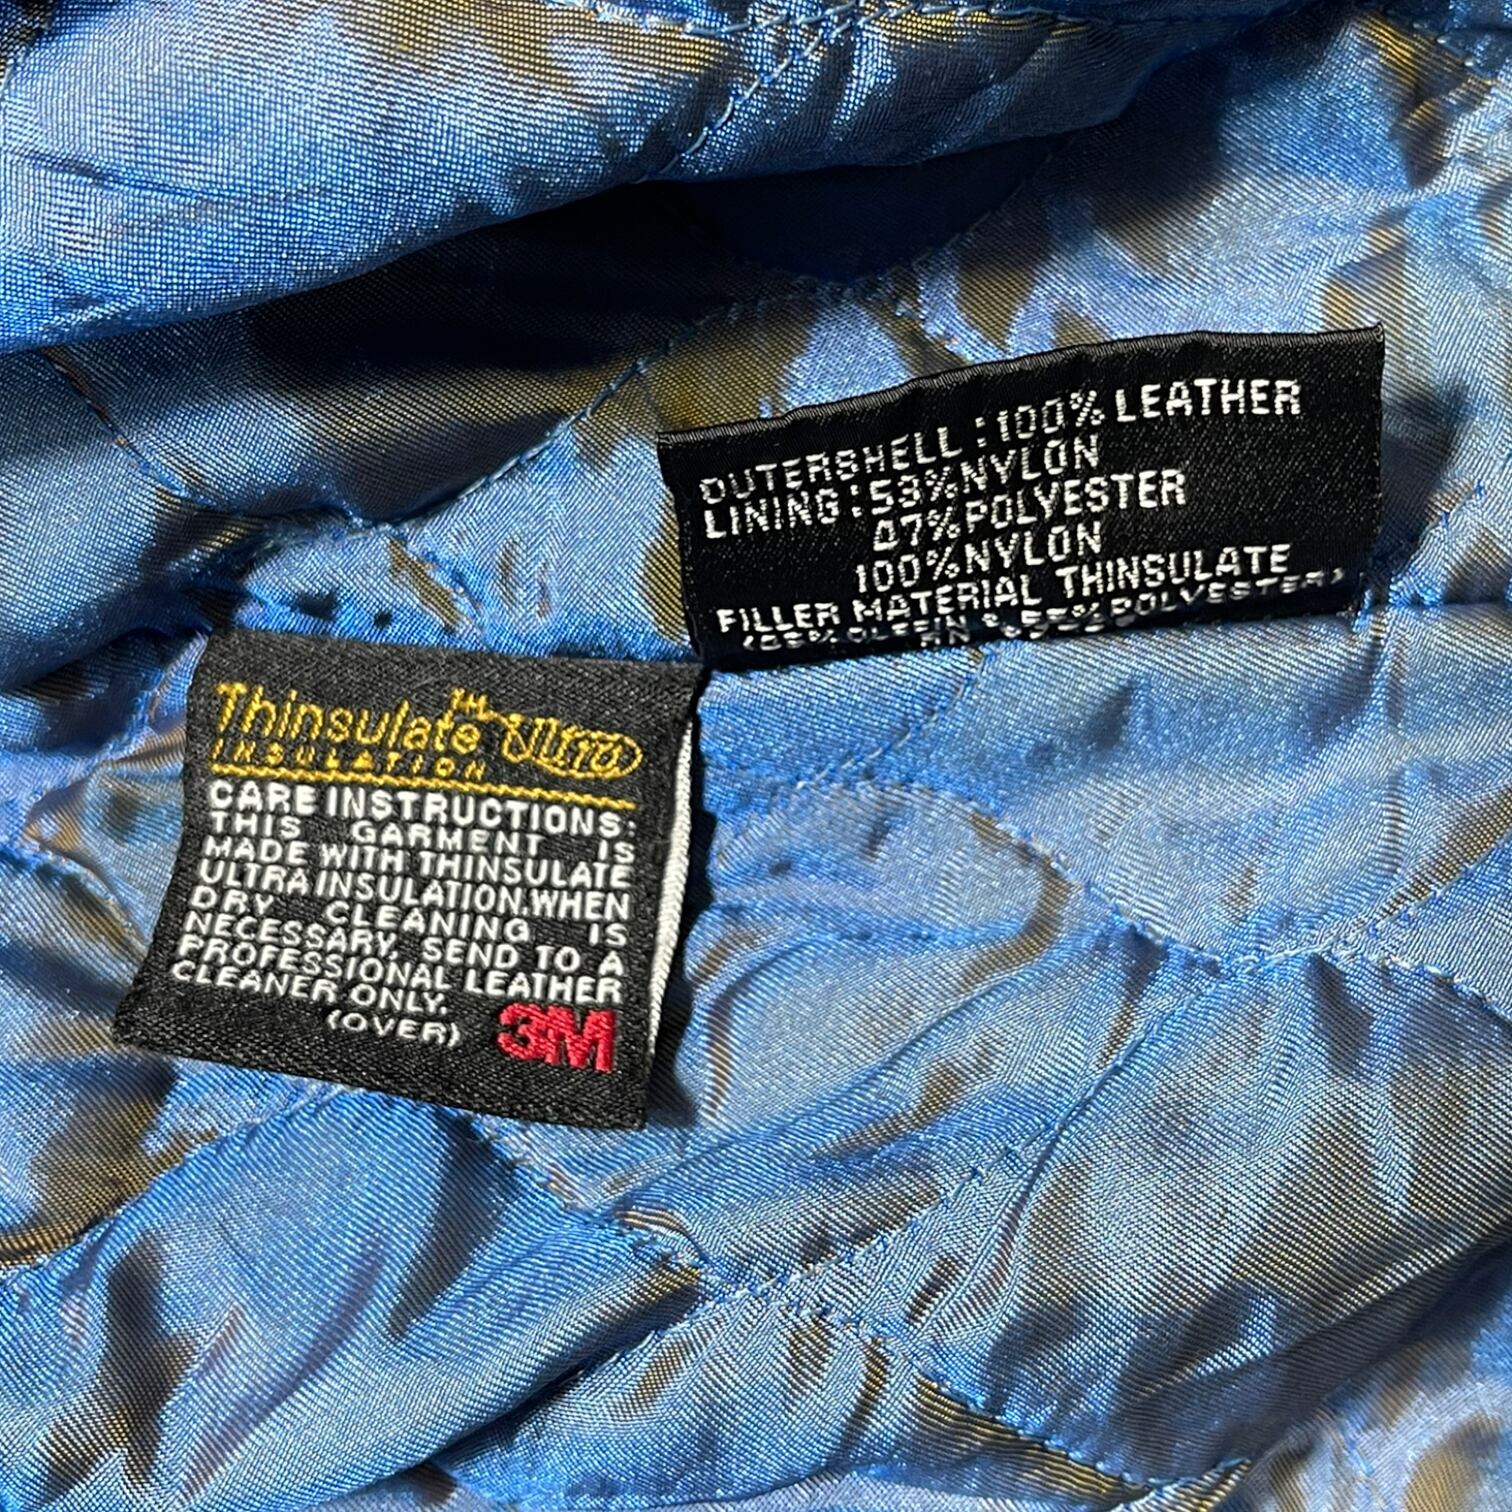 OUTERSHELL :100% LEATHER
LINING :53%NYLON
47%POLYESTER
100%NYLON
FILLER MATERIAL THINSULATE
POLYESTER)
Thinsulate™ Ultra
INSULATION
CARE INSTRUCTIONS:
THIS GARMENT IS
MADE WITH THINSULATE
ULTRA INSULATION.WHEN
DRY CLEANING IS
NECESSARY, SEND TO A
PROFESSIONAL LEATHER
CLEANER ONLY.
(OVER) 3M